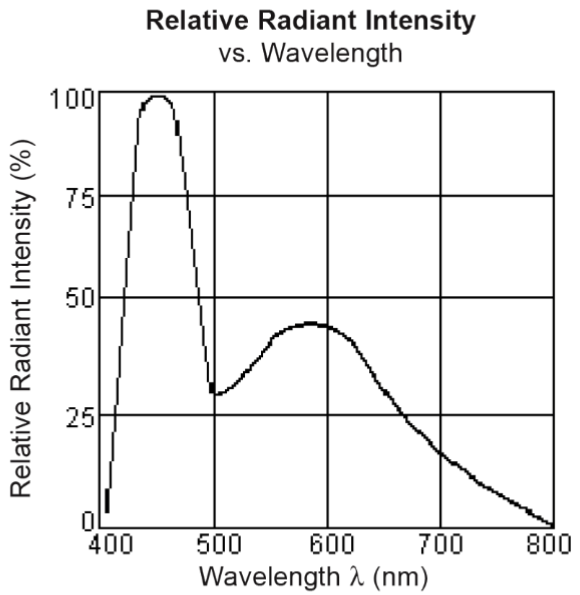 Relative Radiant Intensity
vs. Wavelength
100
75
50
25
0
Relative Radiant Intensity (%)
400 500 600 700 800
Wavelength λ (nm)